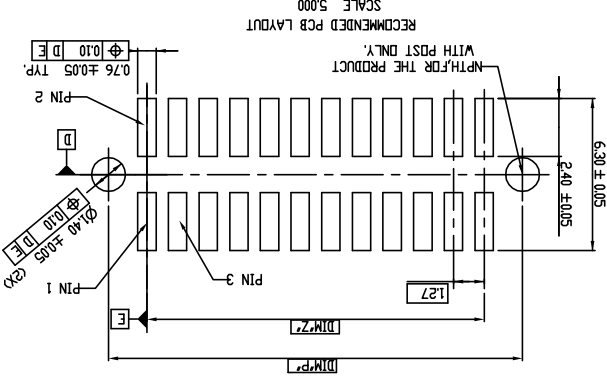 DIM'P'
DIM'Z'
E
1.27
PIN 3
PIN 1
Ø1.40 ±0.05 (2X)
⌖ 0.10 D E
6.30 ± 0.05
2.40 ±0.05
D
PIN 2
NPTH,FOR THE PRODUCT
WITH POST ONLY.
0.76 ±0.05 TYP.
⌖ 0.10 D E
RECOMMENDED PCB LAYOUT
SCALE 5.000